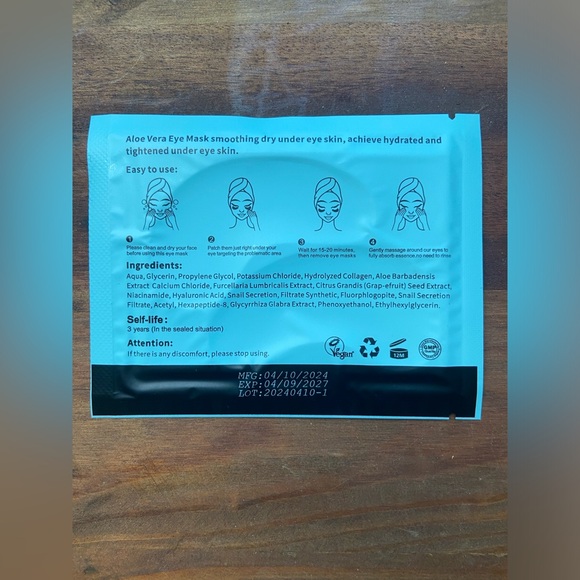 Aloe Vera Eye Mask smoothing dry under eye skin, achieve hydrated and
tightened under eye skin.
Easy to use:
1 2 3 4
Please clean and dry your face
before using this eye mask
Patch them just right under your
eye targeting the problematic area
Wait for 15-20 minutes,
then remove eye masks
Gently massage around our eyes to
fully absorb essence,no need to rinse
Ingredients:
Aqua, Glycerin, Propylene Glycol, Potassium Chloride, Hydrolyzed Collagen, Aloe Barbadensis
Extract Calcium Chloride, Furcellaria Lumbricalis Extract, Citrus Grandis (Grap-efruit) Seed Extract,
Niacinamide, Hyaluronic Acid, Snail Secretion, Filtrate Synthetic, Fluorphlogopite, Snail Secretion
Filtrate, Acetyl, Hexapeptide-8, Glycyrrhiza Glabra Extract, Phenoxyethanol, Ethylhexylglycerin.
Self-life:
3 years (In the sealed situation)
Attention:
If there is any discomfort, please stop using.
Vegan
12M
GMP
MFG:04/10/2024
EXP:04/09/2027
LOT:20240410-1